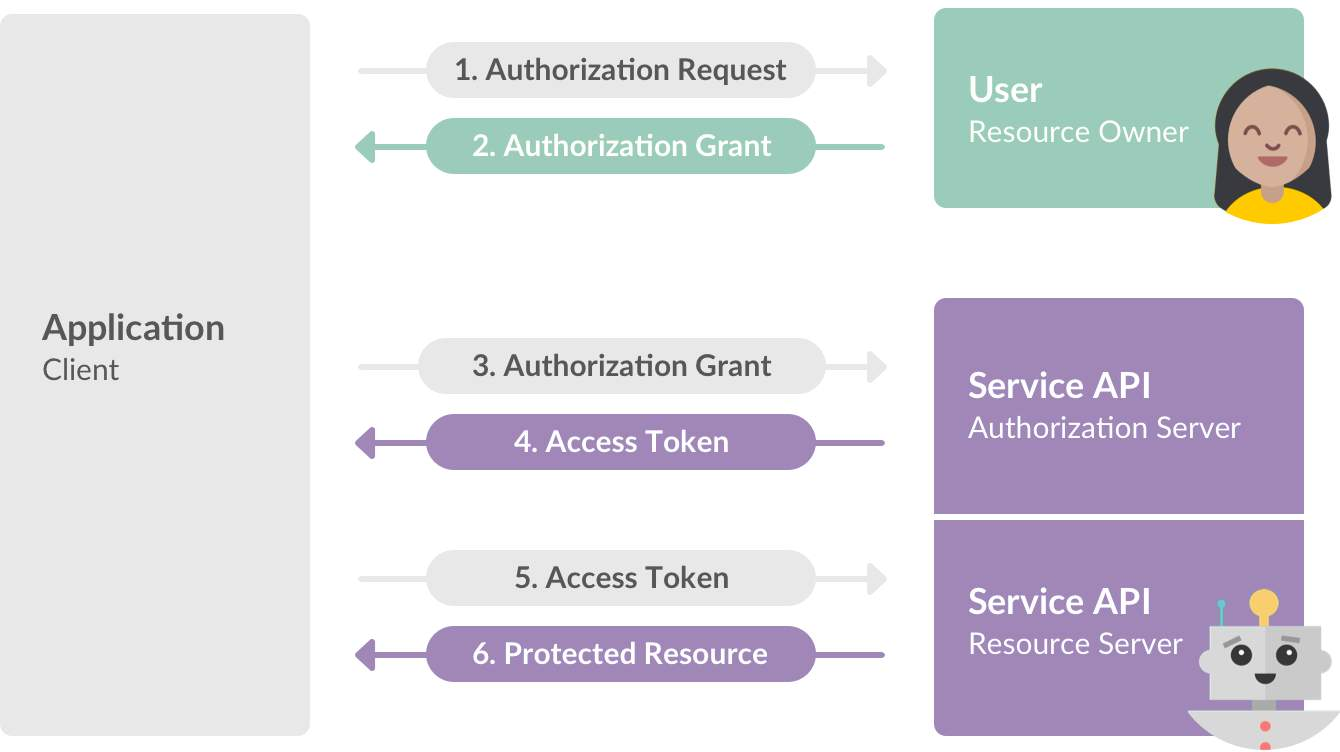 1. Authorization Request
2. Authorization Grant
User
Resource Owner
Application
Client
3. Authorization Grant
4. Access Token
Service API
Authorization Server
5. Access Token
6. Protected Resource
Service API
Resource Server